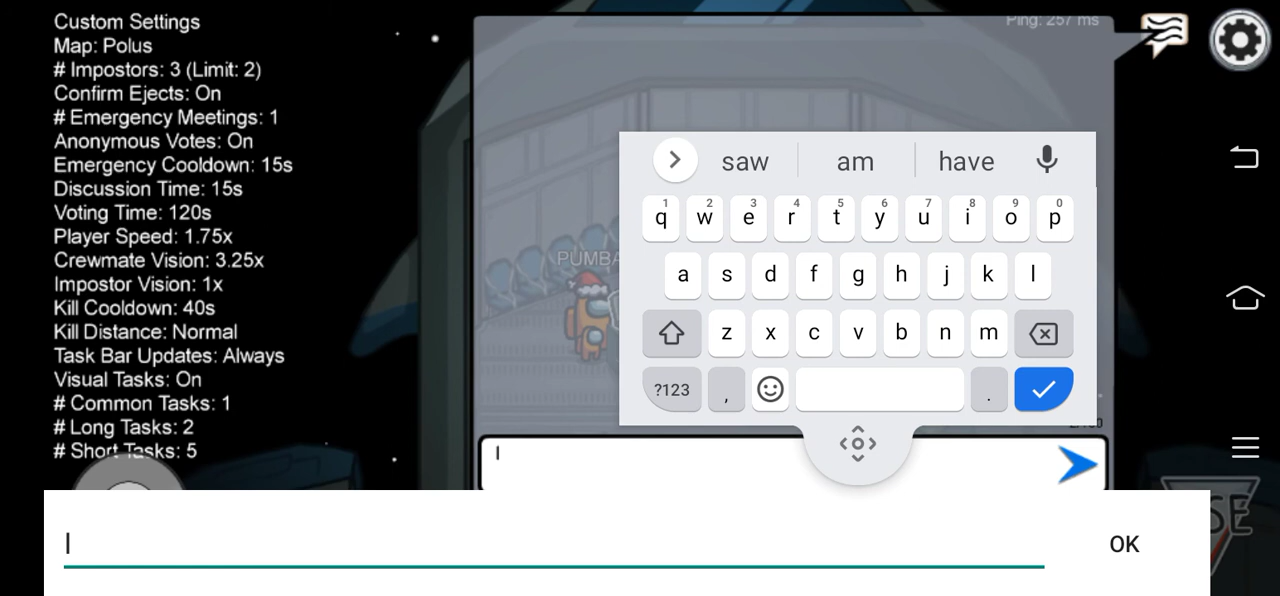 Custom Settings
Map: Polus
# Impostors: 3 (Limit: 2)
Confirm Ejects: On
# Emergency Meetings: 1
Anonymous Votes: On
Emergency Cooldown: 15s
Discussion Time: 15s
Voting Time: 120s
Player Speed: 1.75x
Crewmate Vision: 3.25x
Impostor Vision: 1x
Kill Cooldown: 40s
Kill Distance: Normal
Task Bar Updates: Always
Visual Tasks: On
# Common Tasks: 1
# Long Tasks: 2
# Short Tasks: 5
Ping: 257 ms
PUMBA
saw am have
1 2 3 4 5 6 7 8 9 0
q w e r t y u i o p
a s d f g h j k l
z x c v b n m
?123 , .
I
I
OK